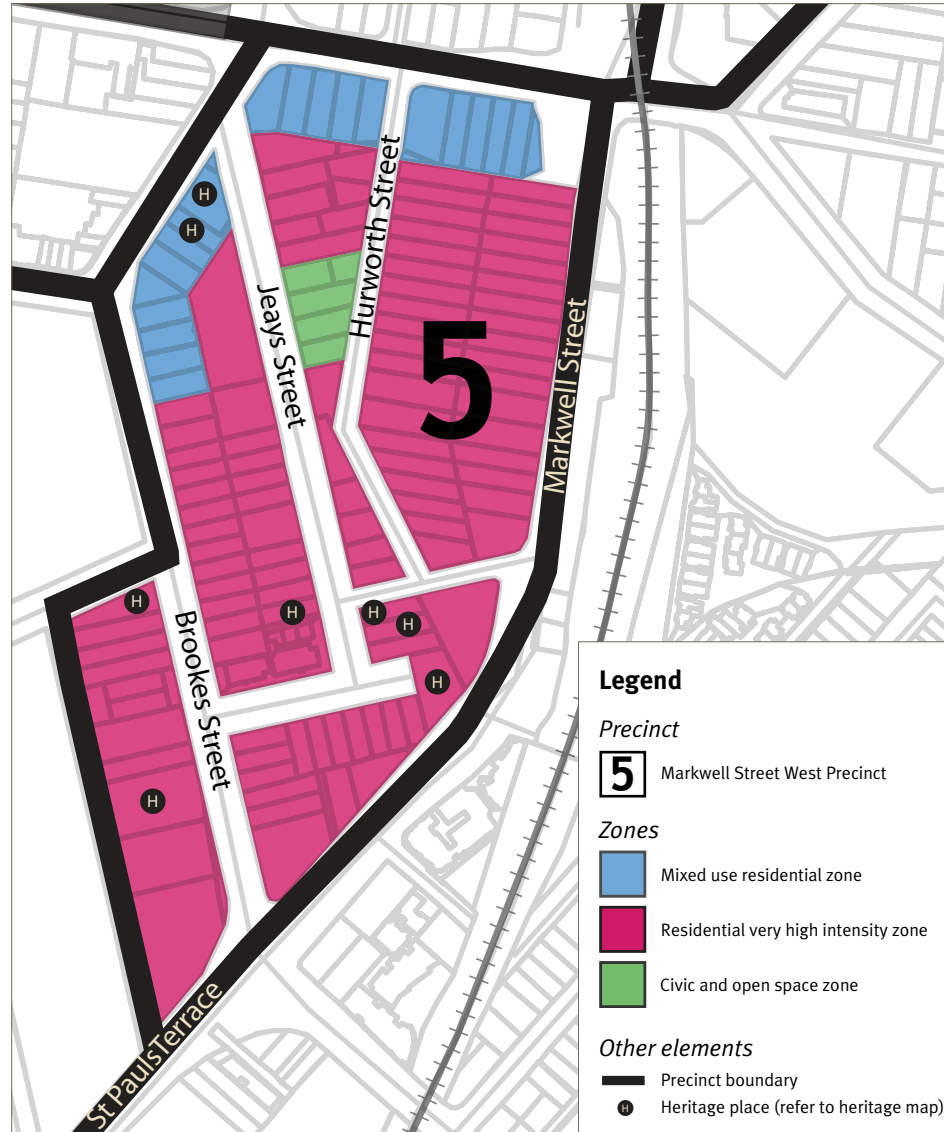 H
H
Hurworth Street
Jeays Street
5
Markwell Street
H
H
H
H
Brookes Street
H
H
St Pauls Terrace
Legend
Precinct
5 Markwell Street West Precinct
Zones
Mixed use residential zone
Residential very high intensity zone
Civic and open space zone
Other elements
Precinct boundary
H Heritage place (refer to heritage map)